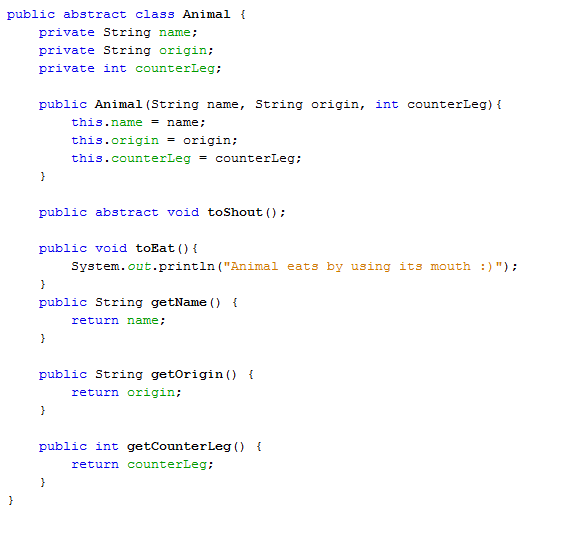 public abstract class Animal {
private String name;
private String origin;
private int counterLeg;
public Animal(String name, String origin, int counterLeg){
this.name = name;
this.origin = origin;
this.counterLeg = counterLeg;
}
public abstract void toShout();
public void toEat(){
System.out.println("Animal eats by using its mouth :)");
}
public String getName() {
return name;
}
public String getOrigin() {
return origin;
}
public int getCounterLeg() {
return counterLeg;
}
}